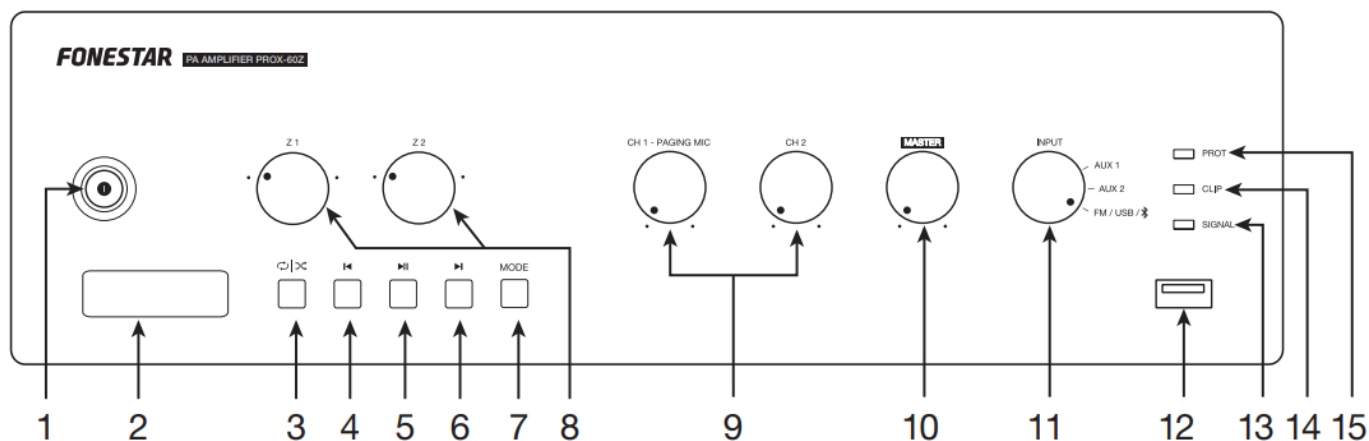 FONESTAR PA AMPLIFIER PROX-60Z
Z 1
Z 2
CH 1 - PAGING MIC
CH 2
MASTER
INPUT
AUX 1
AUX 2
FM / USB /
PROT
CLIP
SIGNAL
MODE
1 2 3 4 5 6 7 8 9 10 11 12 13 14 15